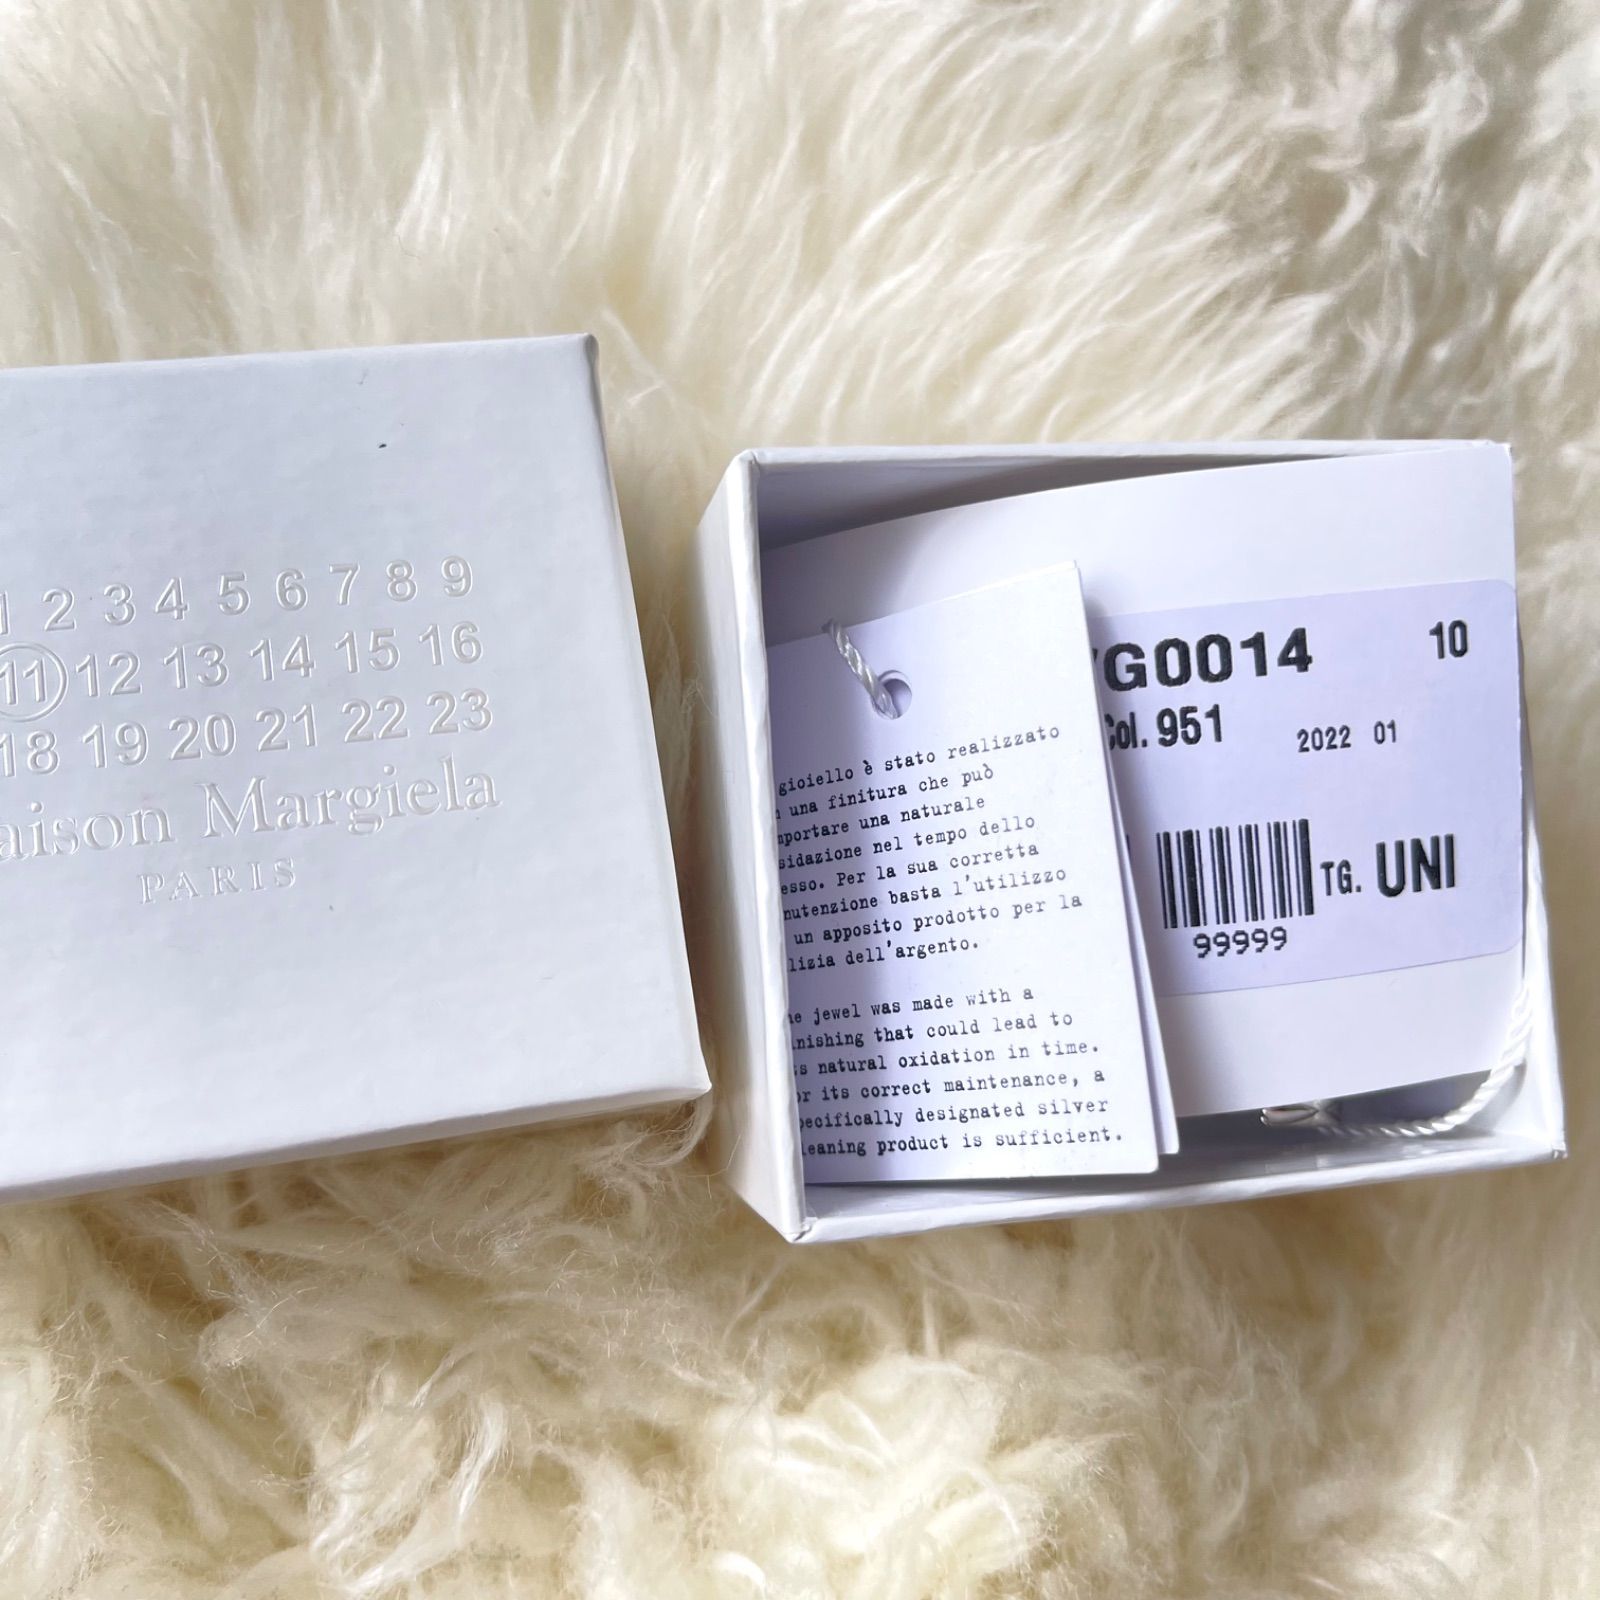 1 2 3 4 5 6 7 8 9
11 12 13 14 15 16
18 19 20 21 22 23
aison Margiela
PARIS
gioiello è stato realizzato
una finitura che può
mportare una naturale
sidazione nel tempo dello
esso. Per la sua corretta
nutenzione basta l'utilizzo
un apposito prodotto per la
lizia dell'argento.
e jewel was made with a
nishing that could lead to
s natural oxidation in time.
r its correct maintenance, a
pecifically designated silver
leaning product is sufficient.
G0014 10
Col. 951 2022 01
TG. UNI
99999